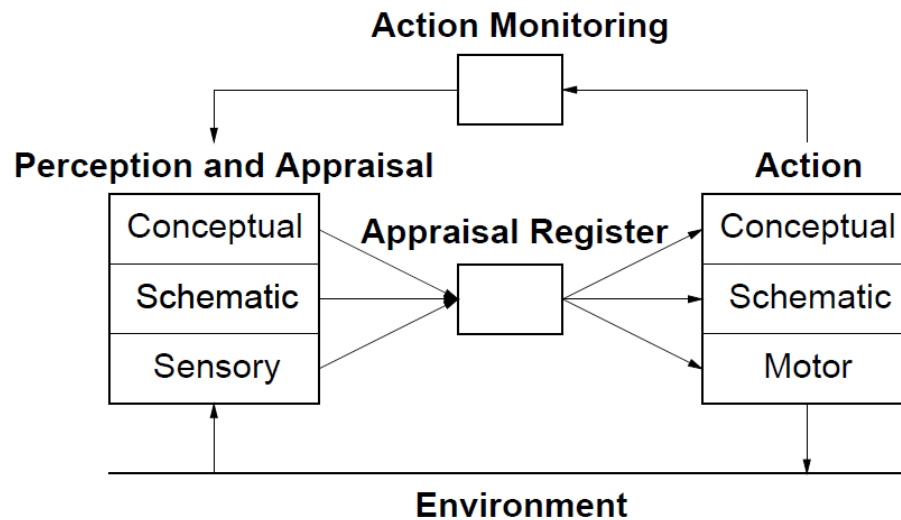 Action Monitoring
Perception and Appraisal
Action
Conceptual
Appraisal Register
Conceptual
Schematic
Schematic
Sensory
Motor
Environment